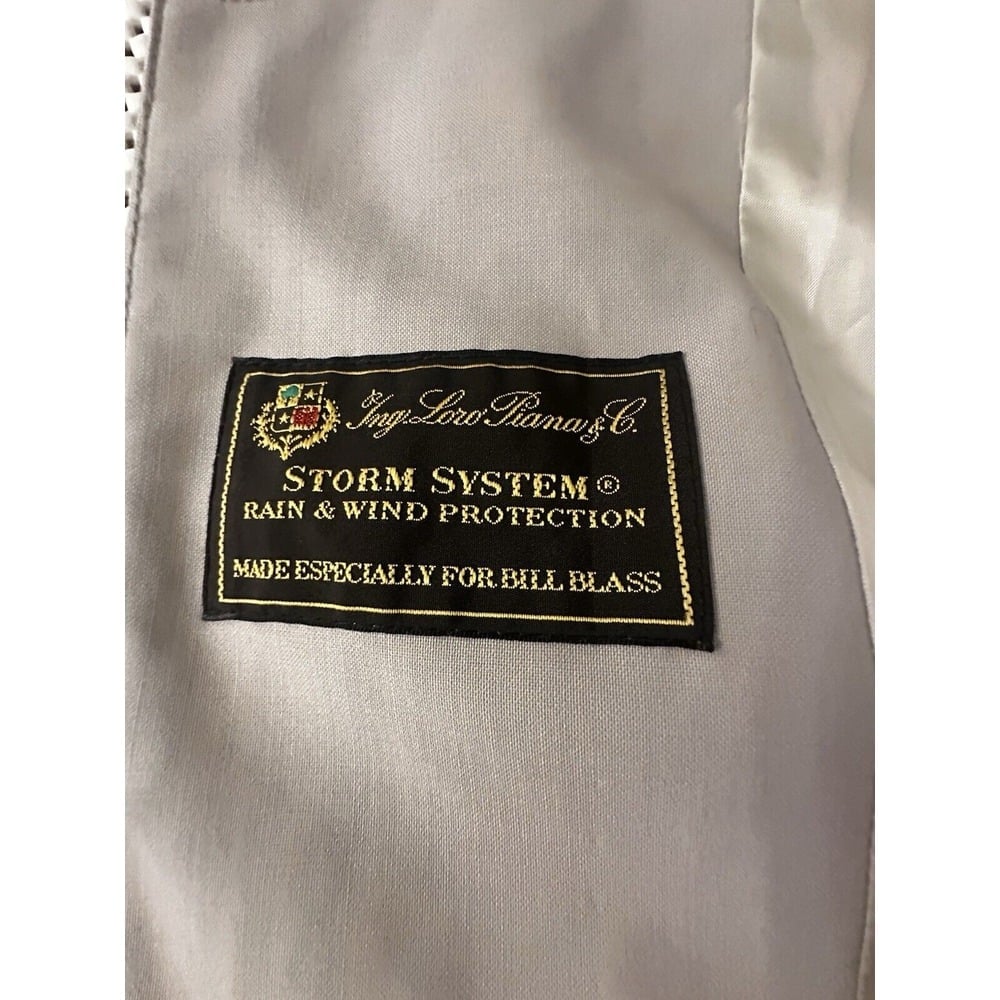 Ing. Loro Piana & C.
STORM SYSTEM ®
RAIN & WIND PROTECTION
MADE ESPECIALLY FOR BILL BLASS